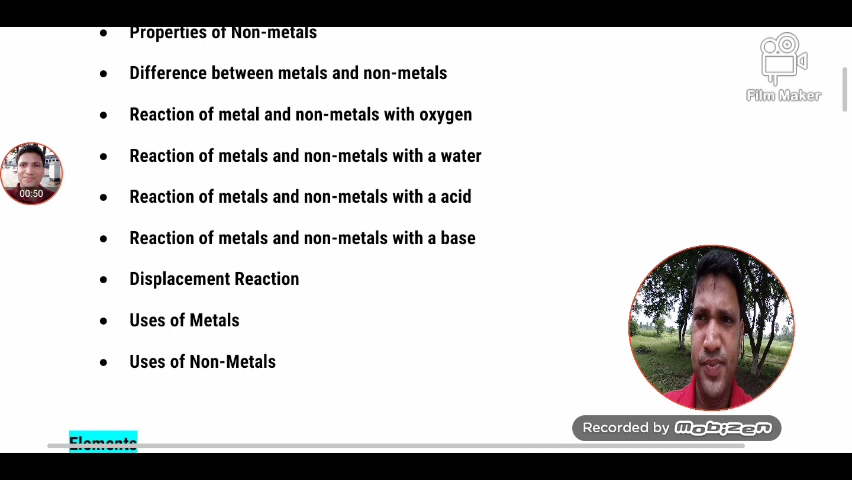 Properties of Non-metals
Difference between metals and non-metals
Reaction of metal and non-metals with oxygen
Reaction of metals and non-metals with a water
Reaction of metals and non-metals with a acid
Reaction of metals and non-metals with a base
Displacement Reaction
Uses of Metals
Uses of Non-Metals
Elements
Film Maker
00:50
Recorded by mobizen